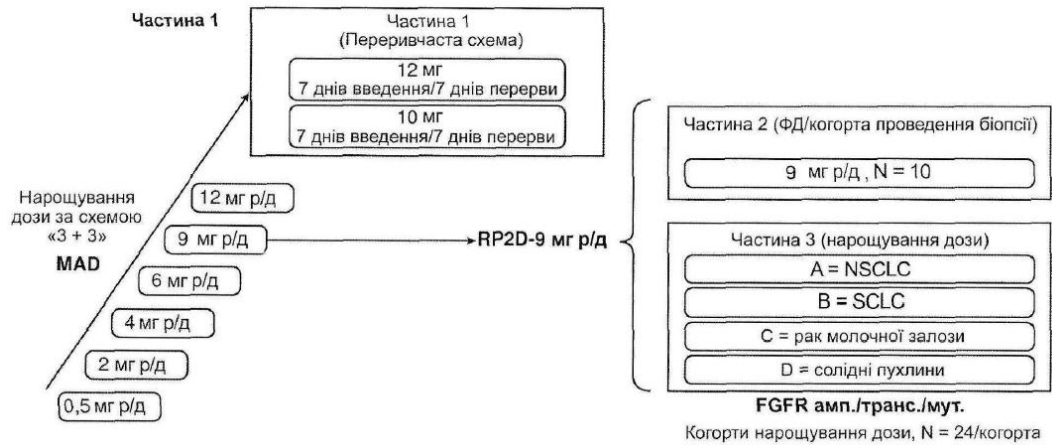 Частина 1
Частина 1
(Переривчаста схема)
12 мг
7 днів введення/7 днів перерви
10 мг
7 днів введення/7 днів перерви
Нарощування
дози за схемою
«3 + 3»
MAD
12 мг р/д
9 мг р/д
6 мг р/д
4 мг р/д
2 мг р/д
0,5 мг р/д
RP2D-9 мг р/д
Частина 2 (ФД/когорта проведення біопсії)
9 мг р/д , N = 10
Частина 3 (нарощування дози)
A = NSCLC
B = SCLC
C = рак молочної залози
D = солідні пухлини
FGFR амп./транс./мут.
Когорти нарощування дози, N = 24/когорта